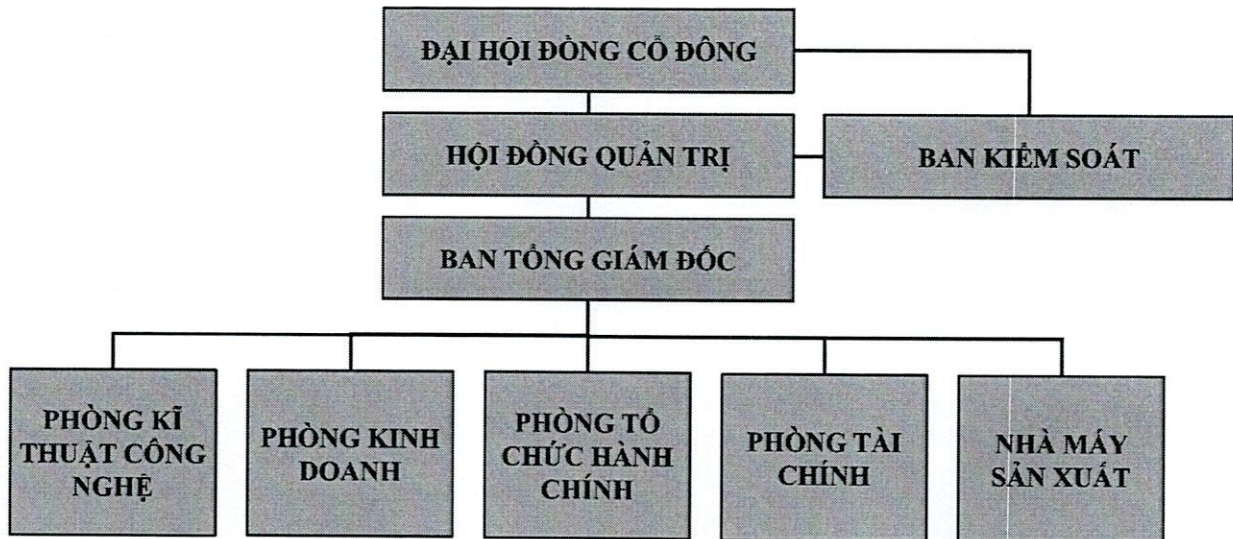 ĐẠI HỘI ĐỒNG CỔ ĐÔNG
HỘI ĐỒNG QUẢN TRỊ
BAN KIỂM SOÁT
BAN TỔNG GIÁM ĐỐC
PHÒNG KĨ
THUẬT CÔNG
NGHỆ
PHÒNG KINH
DOANH
PHÒNG TỔ
CHỨC HÀNH
CHÍNH
PHÒNG TÀI
CHÍNH
NHÀ MÁY
SẢN XUẤT